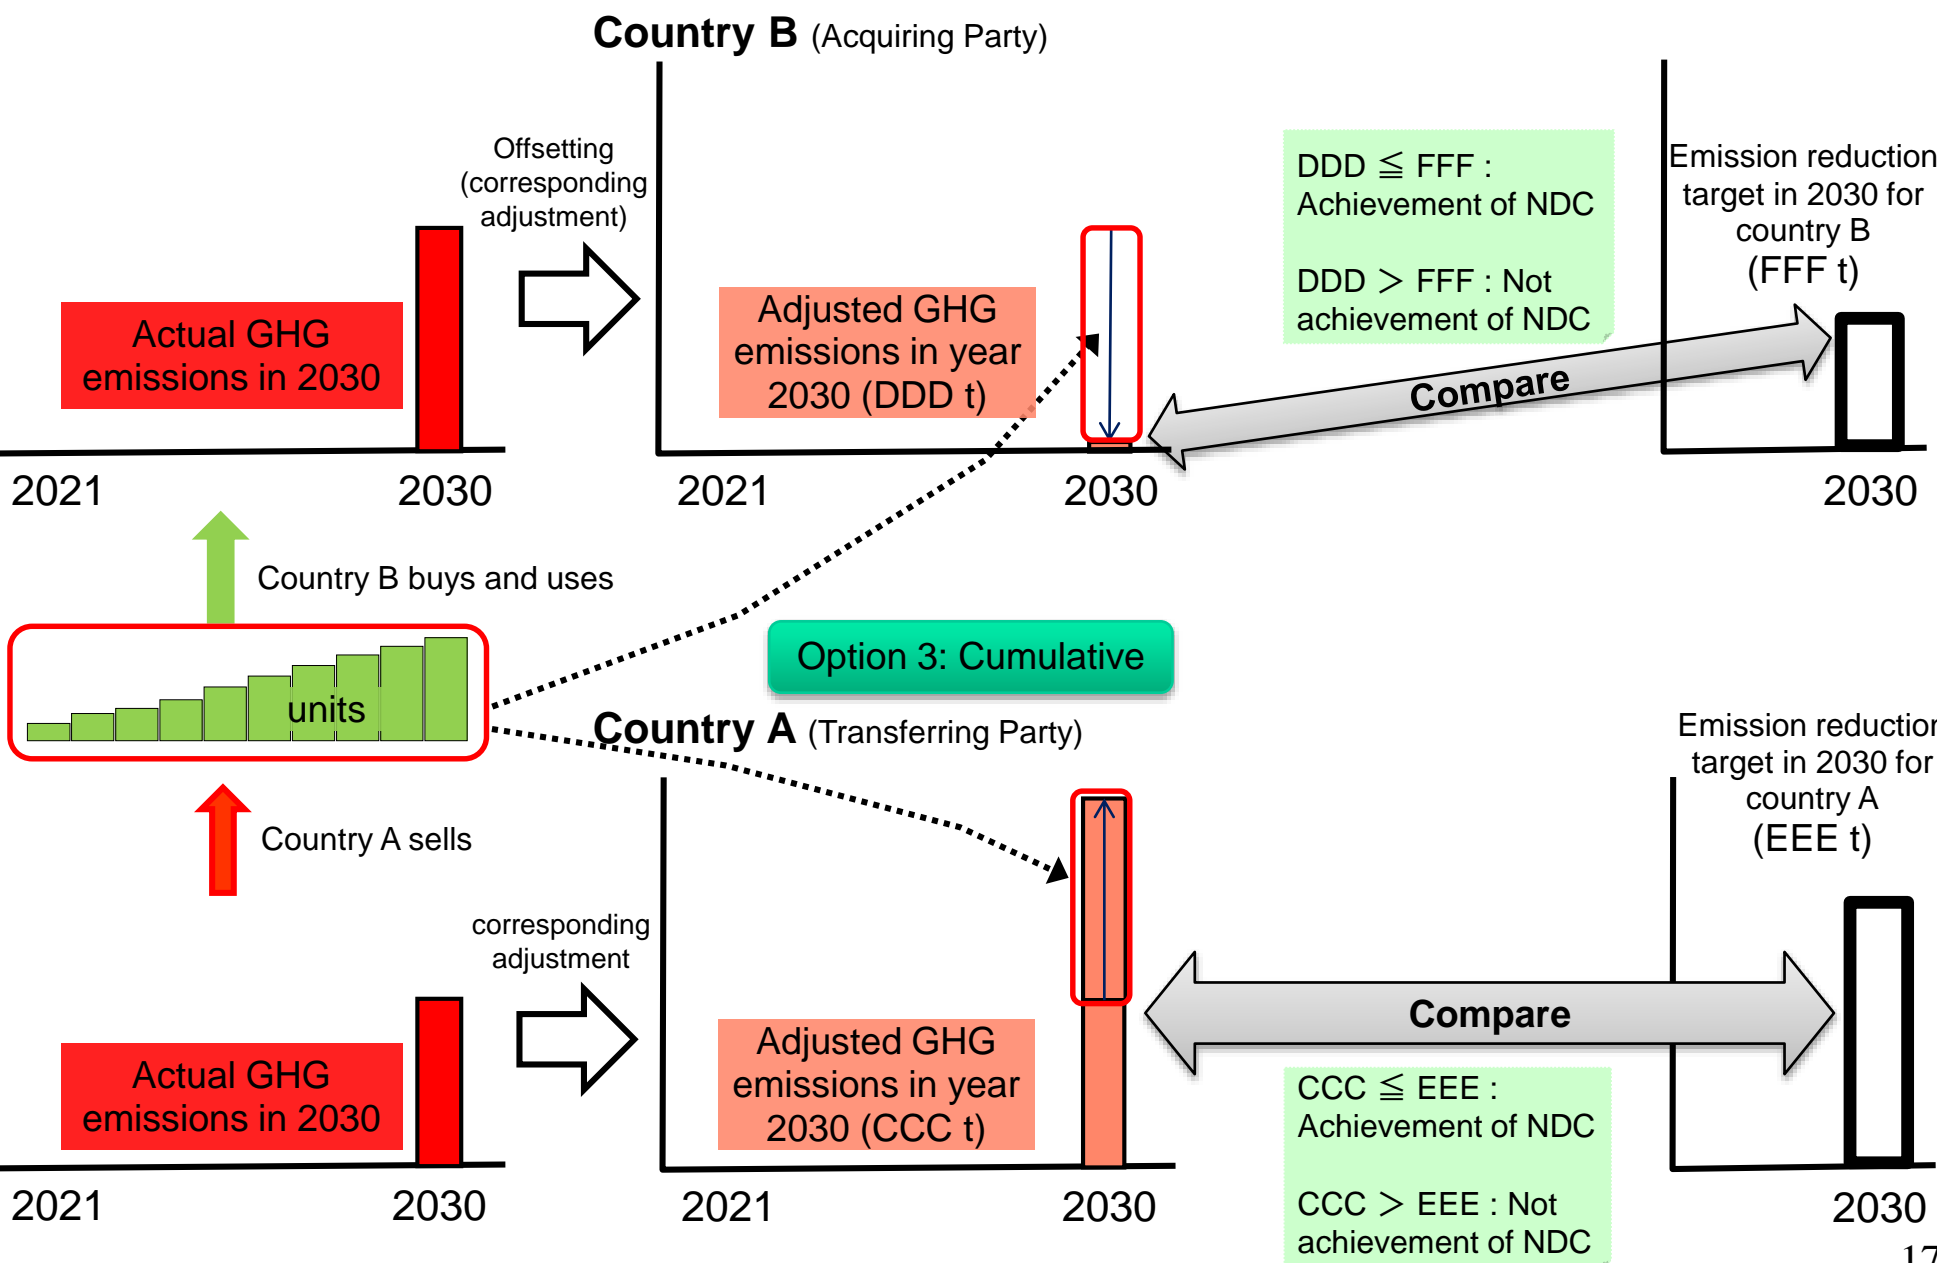 Country B (Acquiring Party)
Offsetting
(corresponding
adjustment)
Actual GHG
emissions in 2030
Adjusted GHG
emissions in year
2030 (DDD t)
DDD ≦ FFF :
Achievement of NDC
DDD ＞ FFF : Not
achievement of NDC
Compare
Emission reduction
target in 2030 for
country B
(FFF t)
2021
2030
2021
2030
2030
Country B buys and uses
units
Option 3: Cumulative
Country A sells
Country A (Transferring Party)
corresponding
adjustment
Actual GHG
emissions in 2030
Adjusted GHG
emissions in year
2030 (CCC t)
Compare
CCC ≦ EEE :
Achievement of NDC
CCC ＞ EEE : Not
achievement of NDC
Emission reduction
target in 2030 for
country A
(EEE t)
2021
2030
2021
2030
2030
17